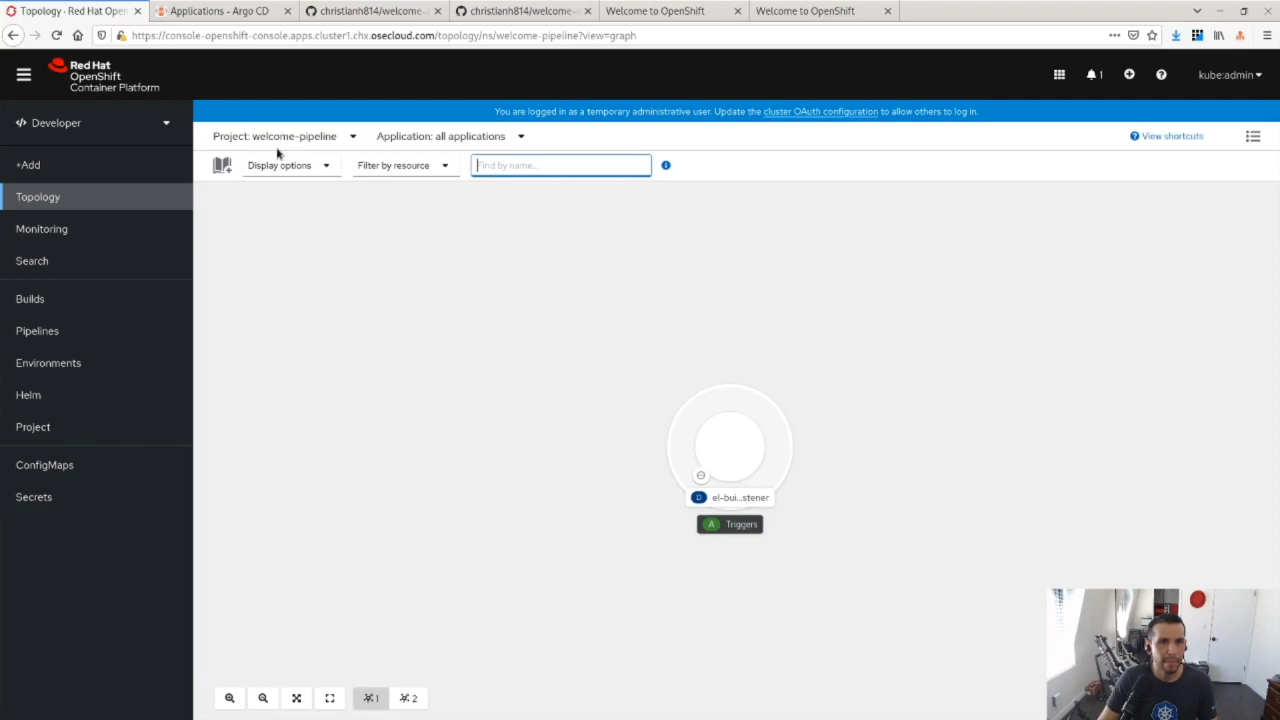 Topology · Red Hat Open
Applications - Argo CD
christianh814/welcome-
christianh814/welcome-
Welcome to OpenShift
Welcome to OpenShift
https://console-openshift-console.apps.cluster1.chx.osecloud.com/topology/ns/welcome-pipeline?view=graph
Red Hat
OpenShift
Container Platform
1
kube:admin
You are logged in as a temporary administrative user. Update the cluster OAuth configuration to allow others to log in.
Developer
Project: welcome-pipeline
Application: all applications
View shortcuts
+Add
Display options
Filter by resource
Find by name...
Topology
Monitoring
Search
Builds
Pipelines
Environments
Helm
Project
ConfigMaps
Secrets
D el-bui...stener
A Triggers
1
2